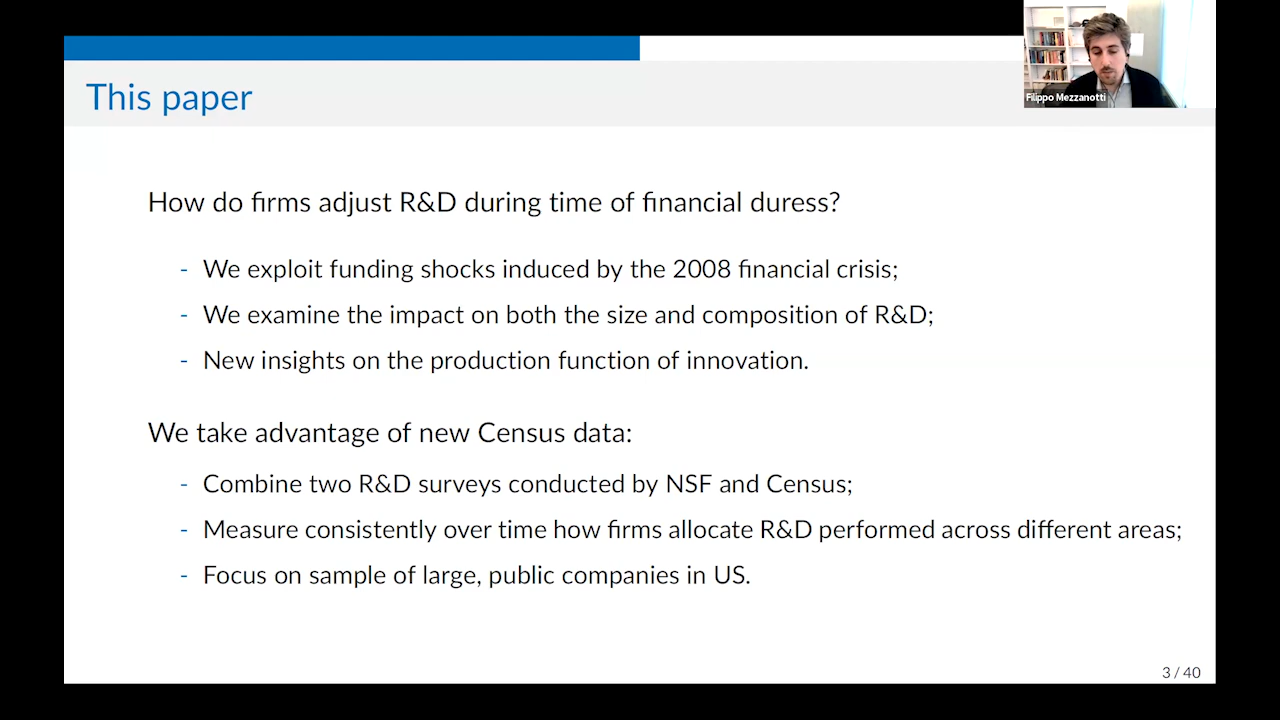 This paper
Filippo Mezzanotti
How do firms adjust R&D during time of financial duress?
- We exploit funding shocks induced by the 2008 financial crisis;
- We examine the impact on both the size and composition of R&D;
- New insights on the production function of innovation.
We take advantage of new Census data:
- Combine two R&D surveys conducted by NSF and Census;
- Measure consistently over time how firms allocate R&D performed across different areas;
- Focus on sample of large, public companies in US.
3 / 40